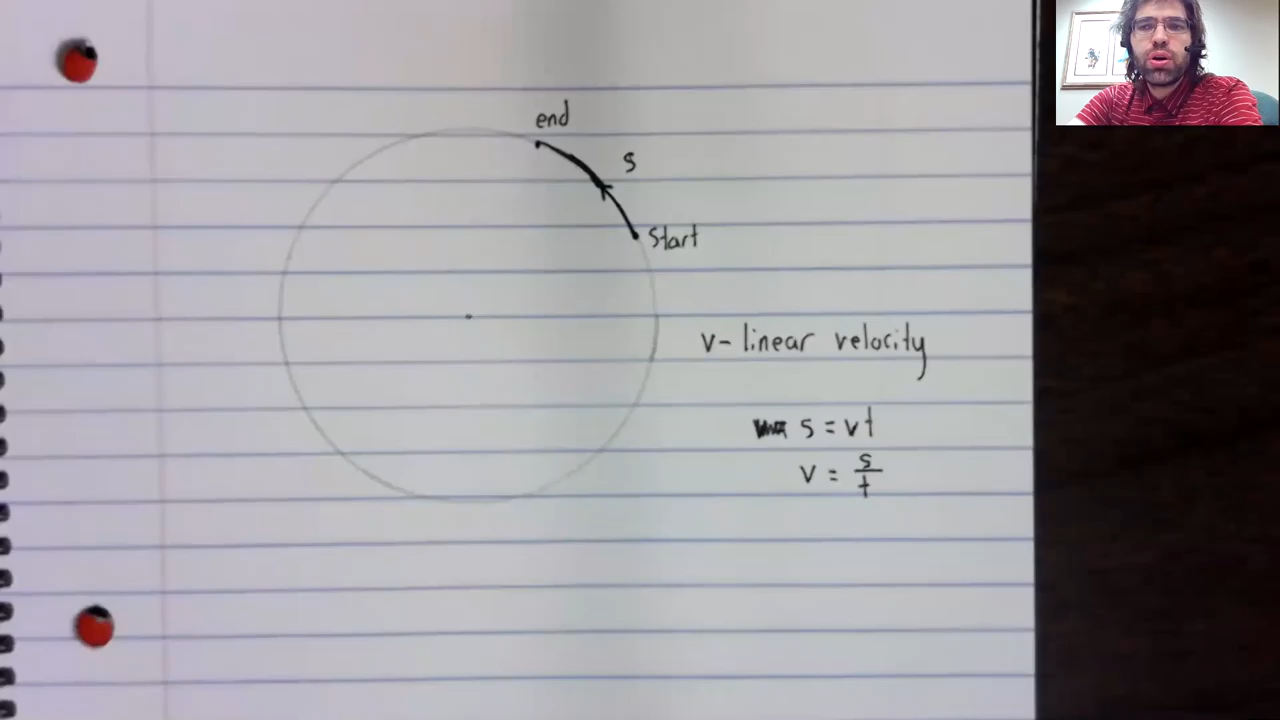 end
s
start
v - linear velocity
s = vt
v = s/t